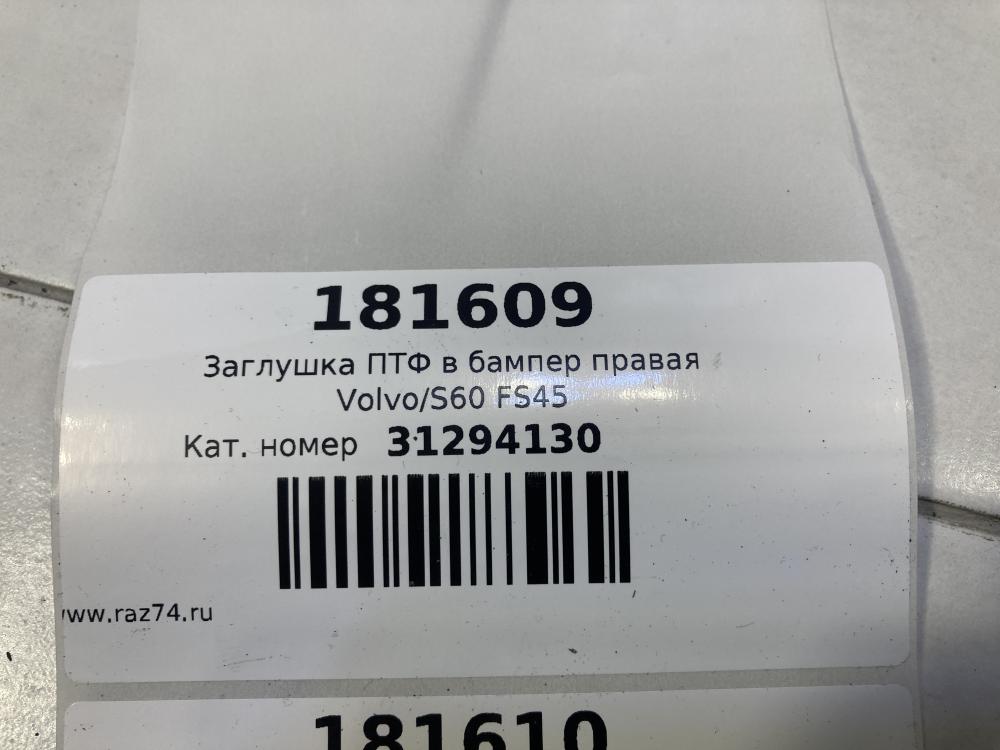 181609
Заглушка ПТФ в бампер правая
Volvo/S60 FS45
Кат. номер 31294130
www.raz74.ru
181610